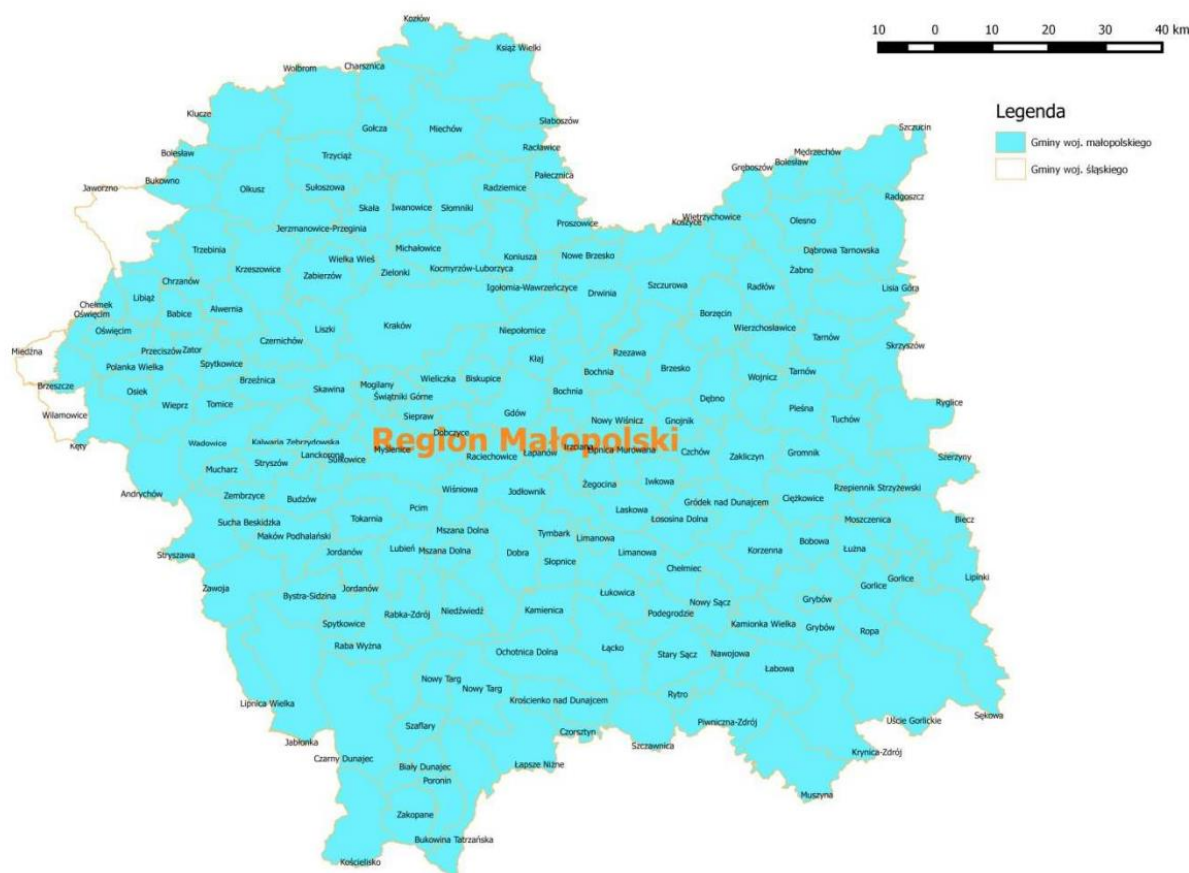 Kozłów
10 0 10 20 30 40 km
Książ Wielki
Wolbrom
Charsznica
Legenda
Klucze
Słaboszów
Szczucin
Gołcza
Miechów
Gminy woj. małopolskiego
Racławice
Mędrzechów
Bolesław
Trzyciąż
Bolesław
Gręboszów
Gminy woj. śląskiego
Pałecznica
Bukowno
Jaworzno
Olkusz
Sułoszowa
Radziemice
Radgoszcz
Skała
Iwanowice
Słomniki
Wietrzychowice
Koszyce
Olesno
Jerzmanowice-Przeginia
Proszowice
Trzebinia
Michałowice
Dąbrowa Tarnowska
Wielka Wieś
Koniusza
Nowe Brzesko
Krzeszowice
Zabierzów
Zielonki
Kocmyrzów-Luborzyca
Żabno
Chrzanów
Igołomia-Wawrzeńczyce
Szczurowa
Radłów
Lisia Góra
Libiąż
Drwinia
Chełmek
Oświęcim
Babice
Alwernia
Borzęcin
Oświęcim
Liszki
Kraków
Niepołomice
Wierzchosławice
Czernichów
Tarnów
Skrzyszów
Miedźna
Przeciszów
Zator
Rzezawa
Kłaj
Polanka Wielka
Spytkowice
Brzesko
Tarnów
Bochnia
Wojnicz
Brzeszcze
Brzeźnica
Mogilany
Wieliczka
Biskupice
Osiek
Skawina
Bochnia
Świątniki Górne
Dębno
Wieprz
Tomice
Ryglice
Wilamowice
Siepraw
Gdów
Pleśna
Nowy Wiśnicz
Gnojnik
Tuchów
Dobczyce
Kęty
Wadowice
Kalwaria Zebrzydowska
Region Małopolski
Trzciana
Lipnica Murowana
Myślenice
Lanckorona
Raciechowice
Łapanów
Czchów
Zakliczyn
Gromnik
Szerzyny
Sułkowice
Stryszów
Mucharz
Żegocina
Iwkowa
Andrychów
Zembrzyce
Budzów
Wiśniowa
Jodłownik
Rzepiennik Strzyżewski
Ciężkowice
Gródek nad Dunajcem
Pcim
Laskowa
Sucha Beskidzka
Tokarnia
Łososina Dolna
Moszczenica
Biecz
Maków Podhalański
Mszana Dolna
Tymbark
Limanowa
Bobowa
Stryszawa
Jordanów
Lubień
Mszana Dolna
Dobra
Limanowa
Korzenna
Łużna
Słopnice
Chełmiec
Gorlice
Lipinki
Zawoja
Jordanów
Gorlice
Bystra-Sidzina
Łukowica
Grybów
Nowy Sącz
Rabka-Zdrój
Niedźwiedź
Kamienica
Podegrodzie
Spytkowice
Kamionka Wielka
Grybów
Ropa
Raba Wyżna
Łącko
Ochotnica Dolna
Stary Sącz
Nawojowa
Łabowa
Nowy Targ
Nowy Targ
Rytro
Lipnica Wielka
Krościenko nad Dunajcem
Sękowa
Szaflary
Piwniczna-Zdrój
Uście Gorlickie
Czorsztyn
Jabłonka
Szczawnica
Krynica-Zdrój
Czarny Dunajec
Biały Dunajec
Łapsze Niżne
Poronin
Muszyna
Zakopane
Bukowina Tatrzańska
Kościelisko